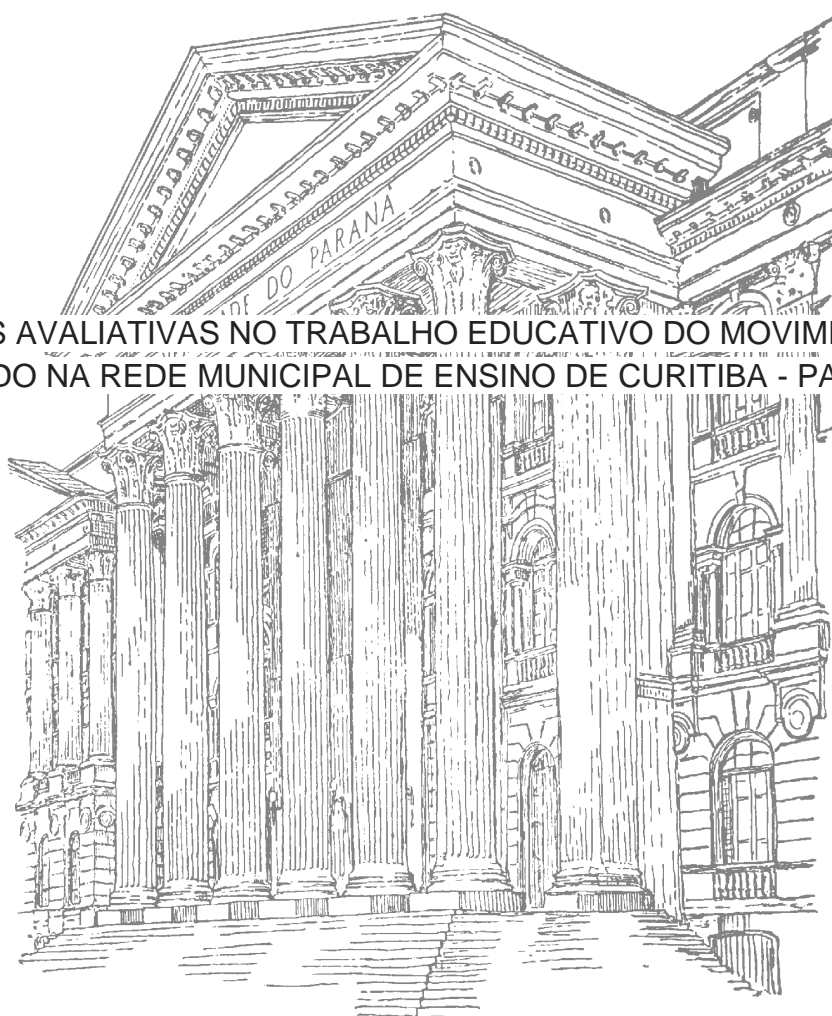 DE DO PARANÁ
S AVALIATIVAS NO TRABALHO EDUCATIVO DO MOVIM
DO NA REDE MUNICIPAL DE ENSINO DE CURITIBA - PA